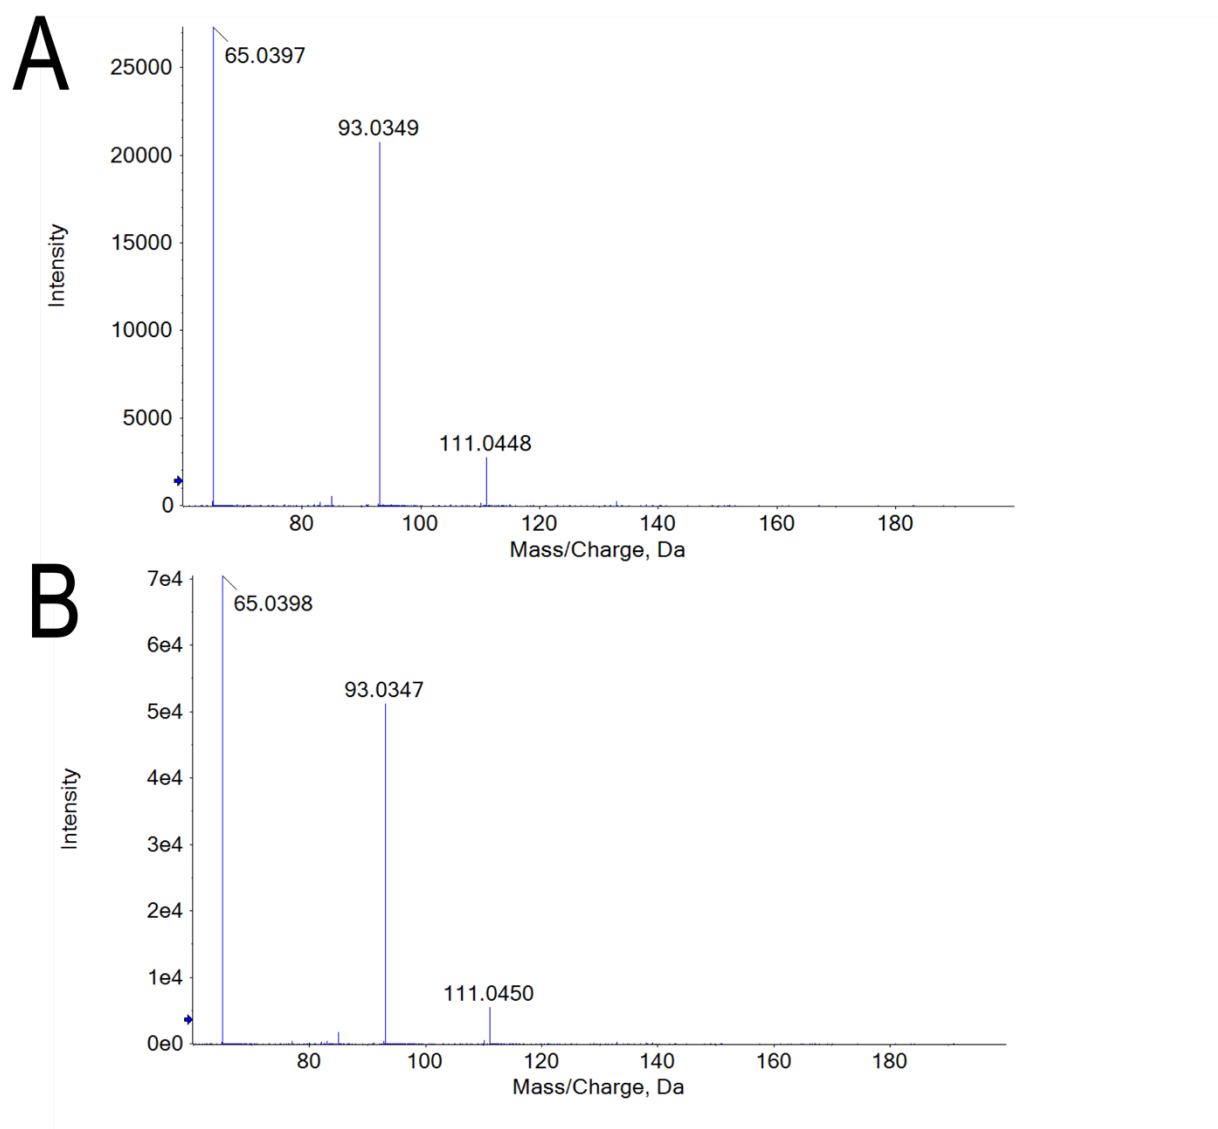 A
25000
20000
15000
10000
5000
0
Intensity
65.0397
93.0349
111.0448
80 100 120 140 160 180
Mass/Charge, Da
B
7e4
6e4
5e4
4e4
3e4
2e4
1e4
0e0
Intensity
65.0398
93.0347
111.0450
80 100 120 140 160 180
Mass/Charge, Da